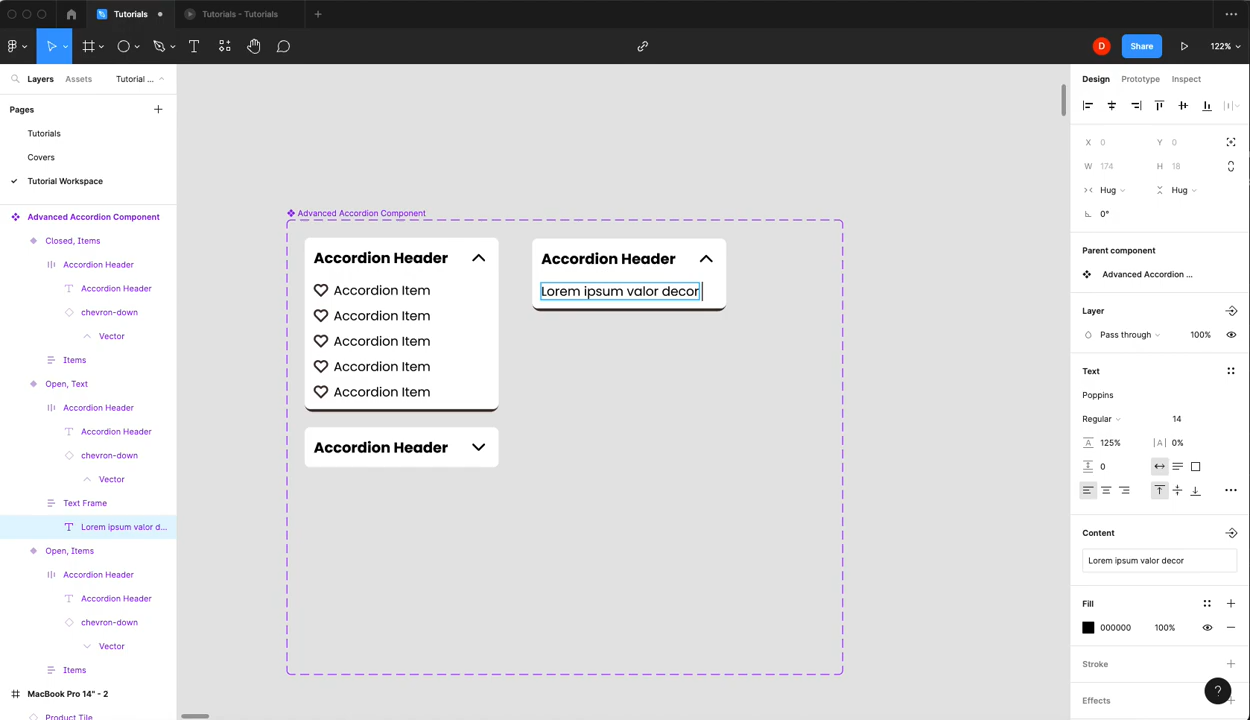 Tutorials
Tutorials - Tutorials
D
Share
122%
Layers
Assets
Tutorial ...
Pages
Tutorials
Covers
Tutorial Workspace
Advanced Accordion Component
Closed, Items
Accordion Header
Accordion Header
chevron-down
Vector
Items
Open, Text
Accordion Header
Accordion Header
chevron-down
Vector
Text Frame
Lorem ipsum valor d...
Open, Items
Accordion Header
Accordion Header
chevron-down
Vector
Items
MacBook Pro 14" - 2
Product Tile
Advanced Accordion Component
Accordion Header
Accordion Item
Accordion Item
Accordion Item
Accordion Item
Accordion Item
Accordion Header
Accordion Header
Lorem ipsum valor decor
Design
Prototype
Inspect
X 0
Y 0
W 174
H 18
Hug
Hug
0°
Parent component
Advanced Accordion ...
Layer
Pass through
100%
Text
Poppins
Regular
14
A 125%
|A| 0%
0
Content
Lorem ipsum valor decor
Fill
000000
100%
Stroke
Effects
?